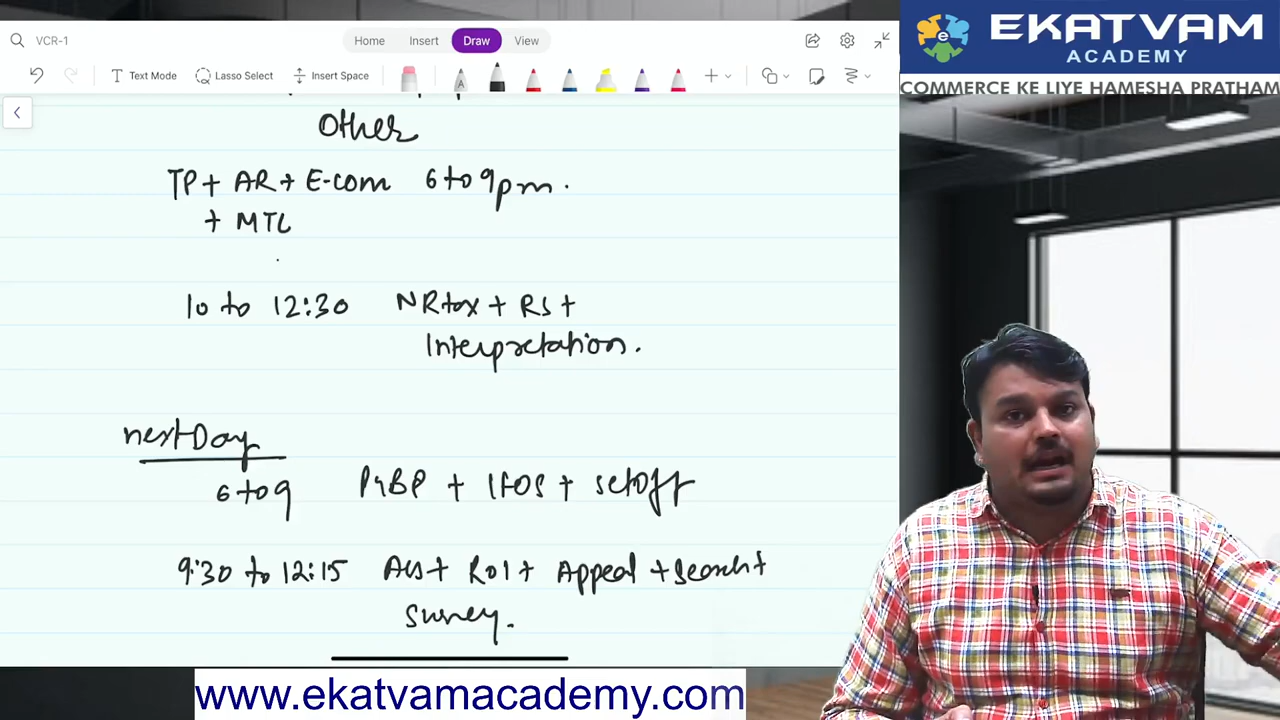 VCR-1
Home Insert Draw View
Text Mode Lasso Select Insert Space
EKATVAM
ACADEMY
COMMERCE KE LIYE HAMESHA PRATHAM
Other
TP + AR + E-com 6 to 9 pm.
+ MTC
10 to 12:30 NR tax + RS +
Interpretation.
next Day
6 to 9 PGBP + IFOS + setoff
9:30 to 12:15 + ROI + Appeal + Search +
Survey.
www.ekatvamacademy.com